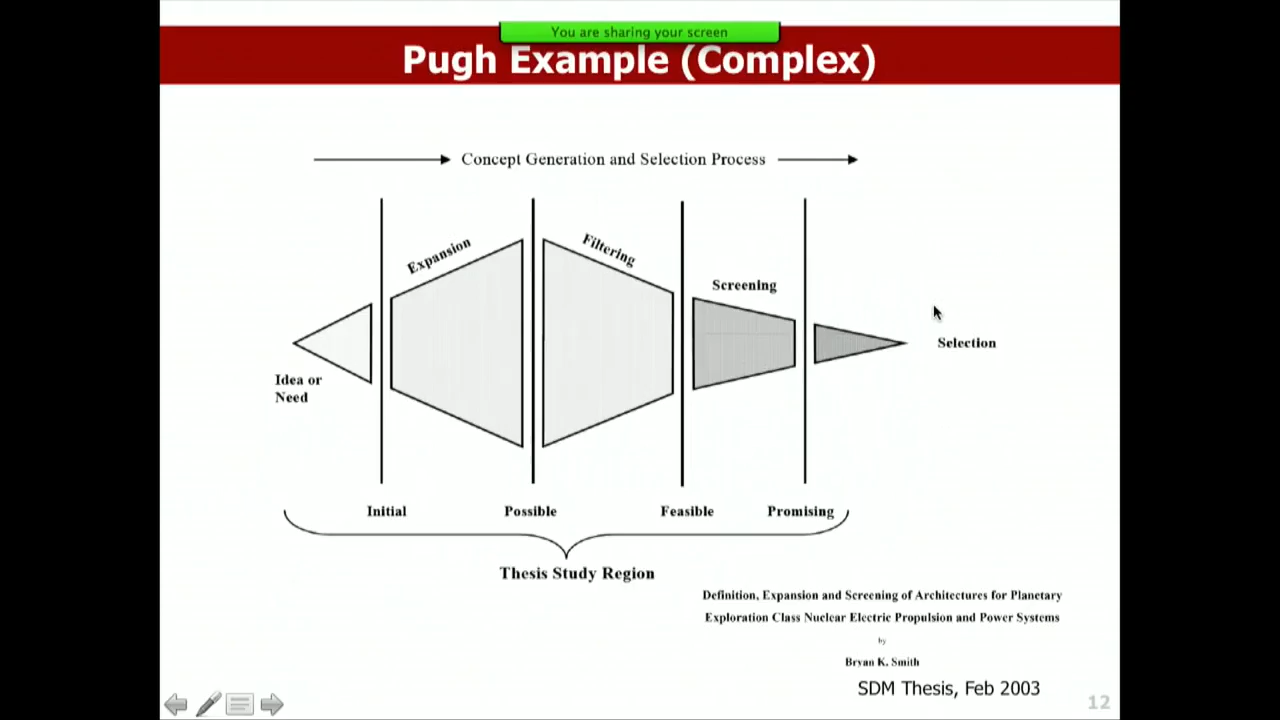 You are sharing your screen
Pugh Example (Complex)
Concept Generation and Selection Process
Expansion
Filtering
Screening
Selection
Idea or
Need
Initial
Possible
Feasible
Promising
Thesis Study Region
Definition, Expansion and Screening of Architectures for Planetary
Exploration Class Nuclear Electric Propulsion and Power Systems
by
Bryan K. Smith
SDM Thesis, Feb 2003
12